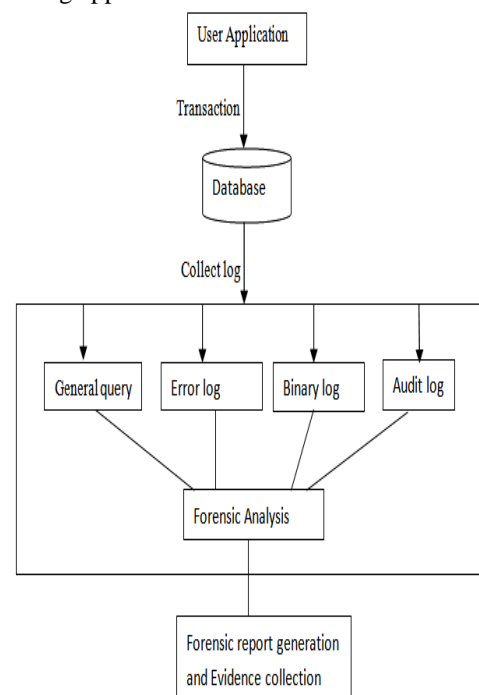 User Application
Transaction
Database
Collect log
General query
Error log
Binary log
Audit log
Forensic Analysis
Forensic report generation
and Evidence collection